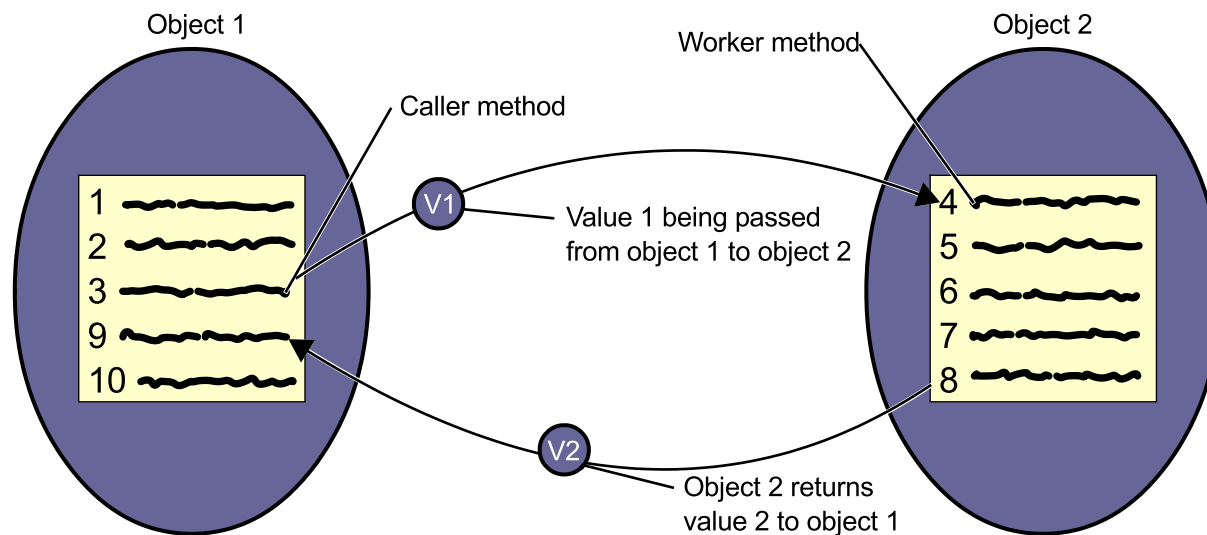 Object 1
Object 2
Worker method
Caller method
1
2
3
9
10
V1
Value 1 being passed
from object 1 to object 2
4
5
6
7
8
V2
Object 2 returns
value 2 to object 1